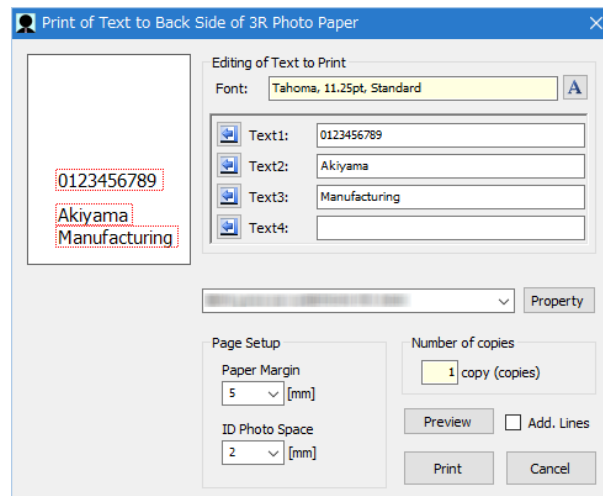 Print of Text to Back Side of 3R Photo Paper
0123456789
Akiyama
Manufacturing
Editing of Text to Print
Font: Tahoma, 11.25pt, Standard A
Text1: 0123456789
Text2: Akiyama
Text3: Manufacturing
Text4:
Property
Page Setup
Paper Margin
5 [mm]
ID Photo Space
2 [mm]
Number of copies
1 copy (copies)
Preview Add. Lines
Print Cancel